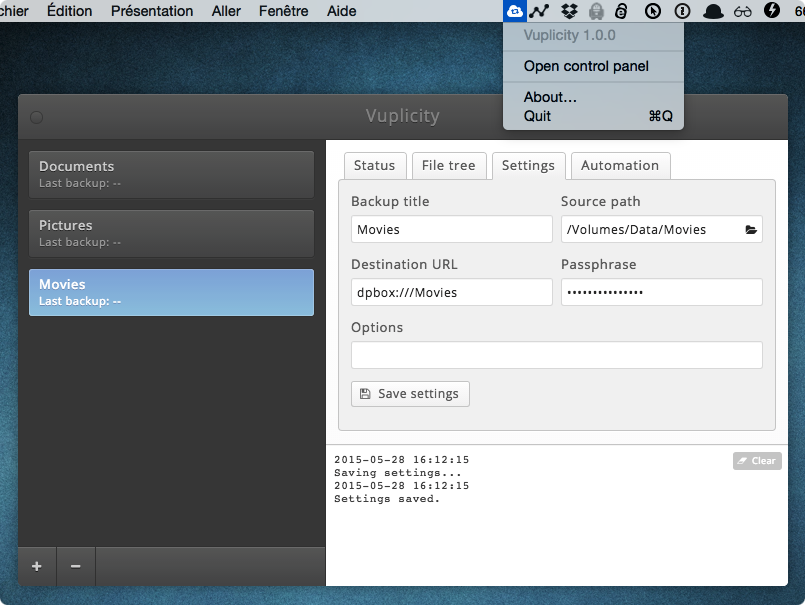 chier Édition Présentation Aller Fenêtre Aide 66
Vuplicity 1.0.0
Open control panel
About...
Quit ⌘Q
Vuplicity
Documents
Last backup: --
Pictures
Last backup: --
Movies
Last backup: --
Status File tree Settings Automation
Backup title Source path
Movies /Volumes/Data/Movies
Destination URL Passphrase
dpbox:///Movies ••••••••••••••
Options
Save settings
2015-05-28 16:12:15
Saving settings...
2015-05-28 16:12:15
Settings saved.
Clear
+ −